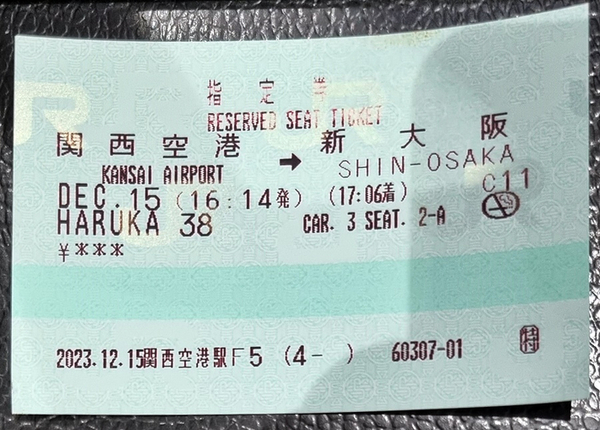 指定券
RESERVED SEAT TICKET
関西空港 → 新大阪
KANSAI AIRPORT SHIN-OSAKA
DEC.15 (16:14発) (17:06着) C11
HARUKA 38 CAR. 3 SEAT. 2-A
¥***
2023.12.15関西空港駅F5 (4- ) 60307-01 特